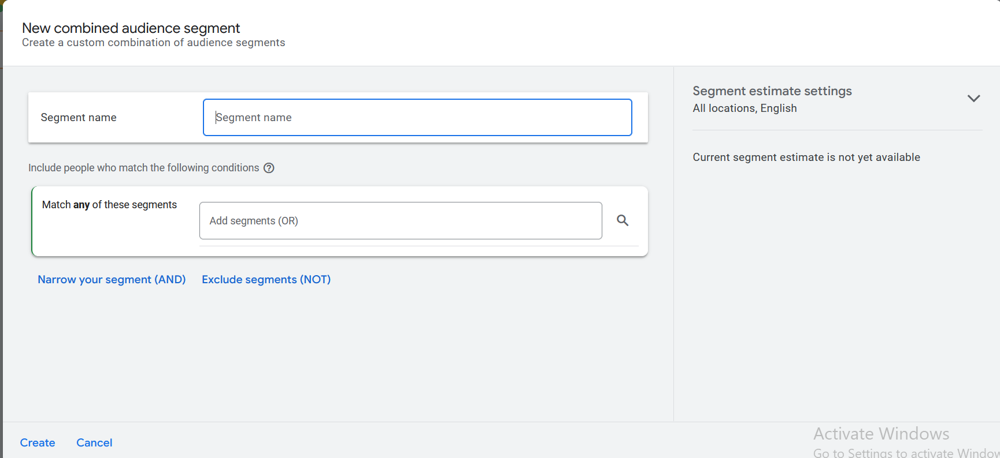 New combined audience segment
Create a custom combination of audience segments
Segment name
Segment name
Include people who match the following conditions
Match any of these segments
Add segments (OR)
Narrow your segment (AND)
Exclude segments (NOT)
Segment estimate settings
All locations, English
Current segment estimate is not yet available
Create
Cancel
Activate Windows
Go to Settings to activate Window